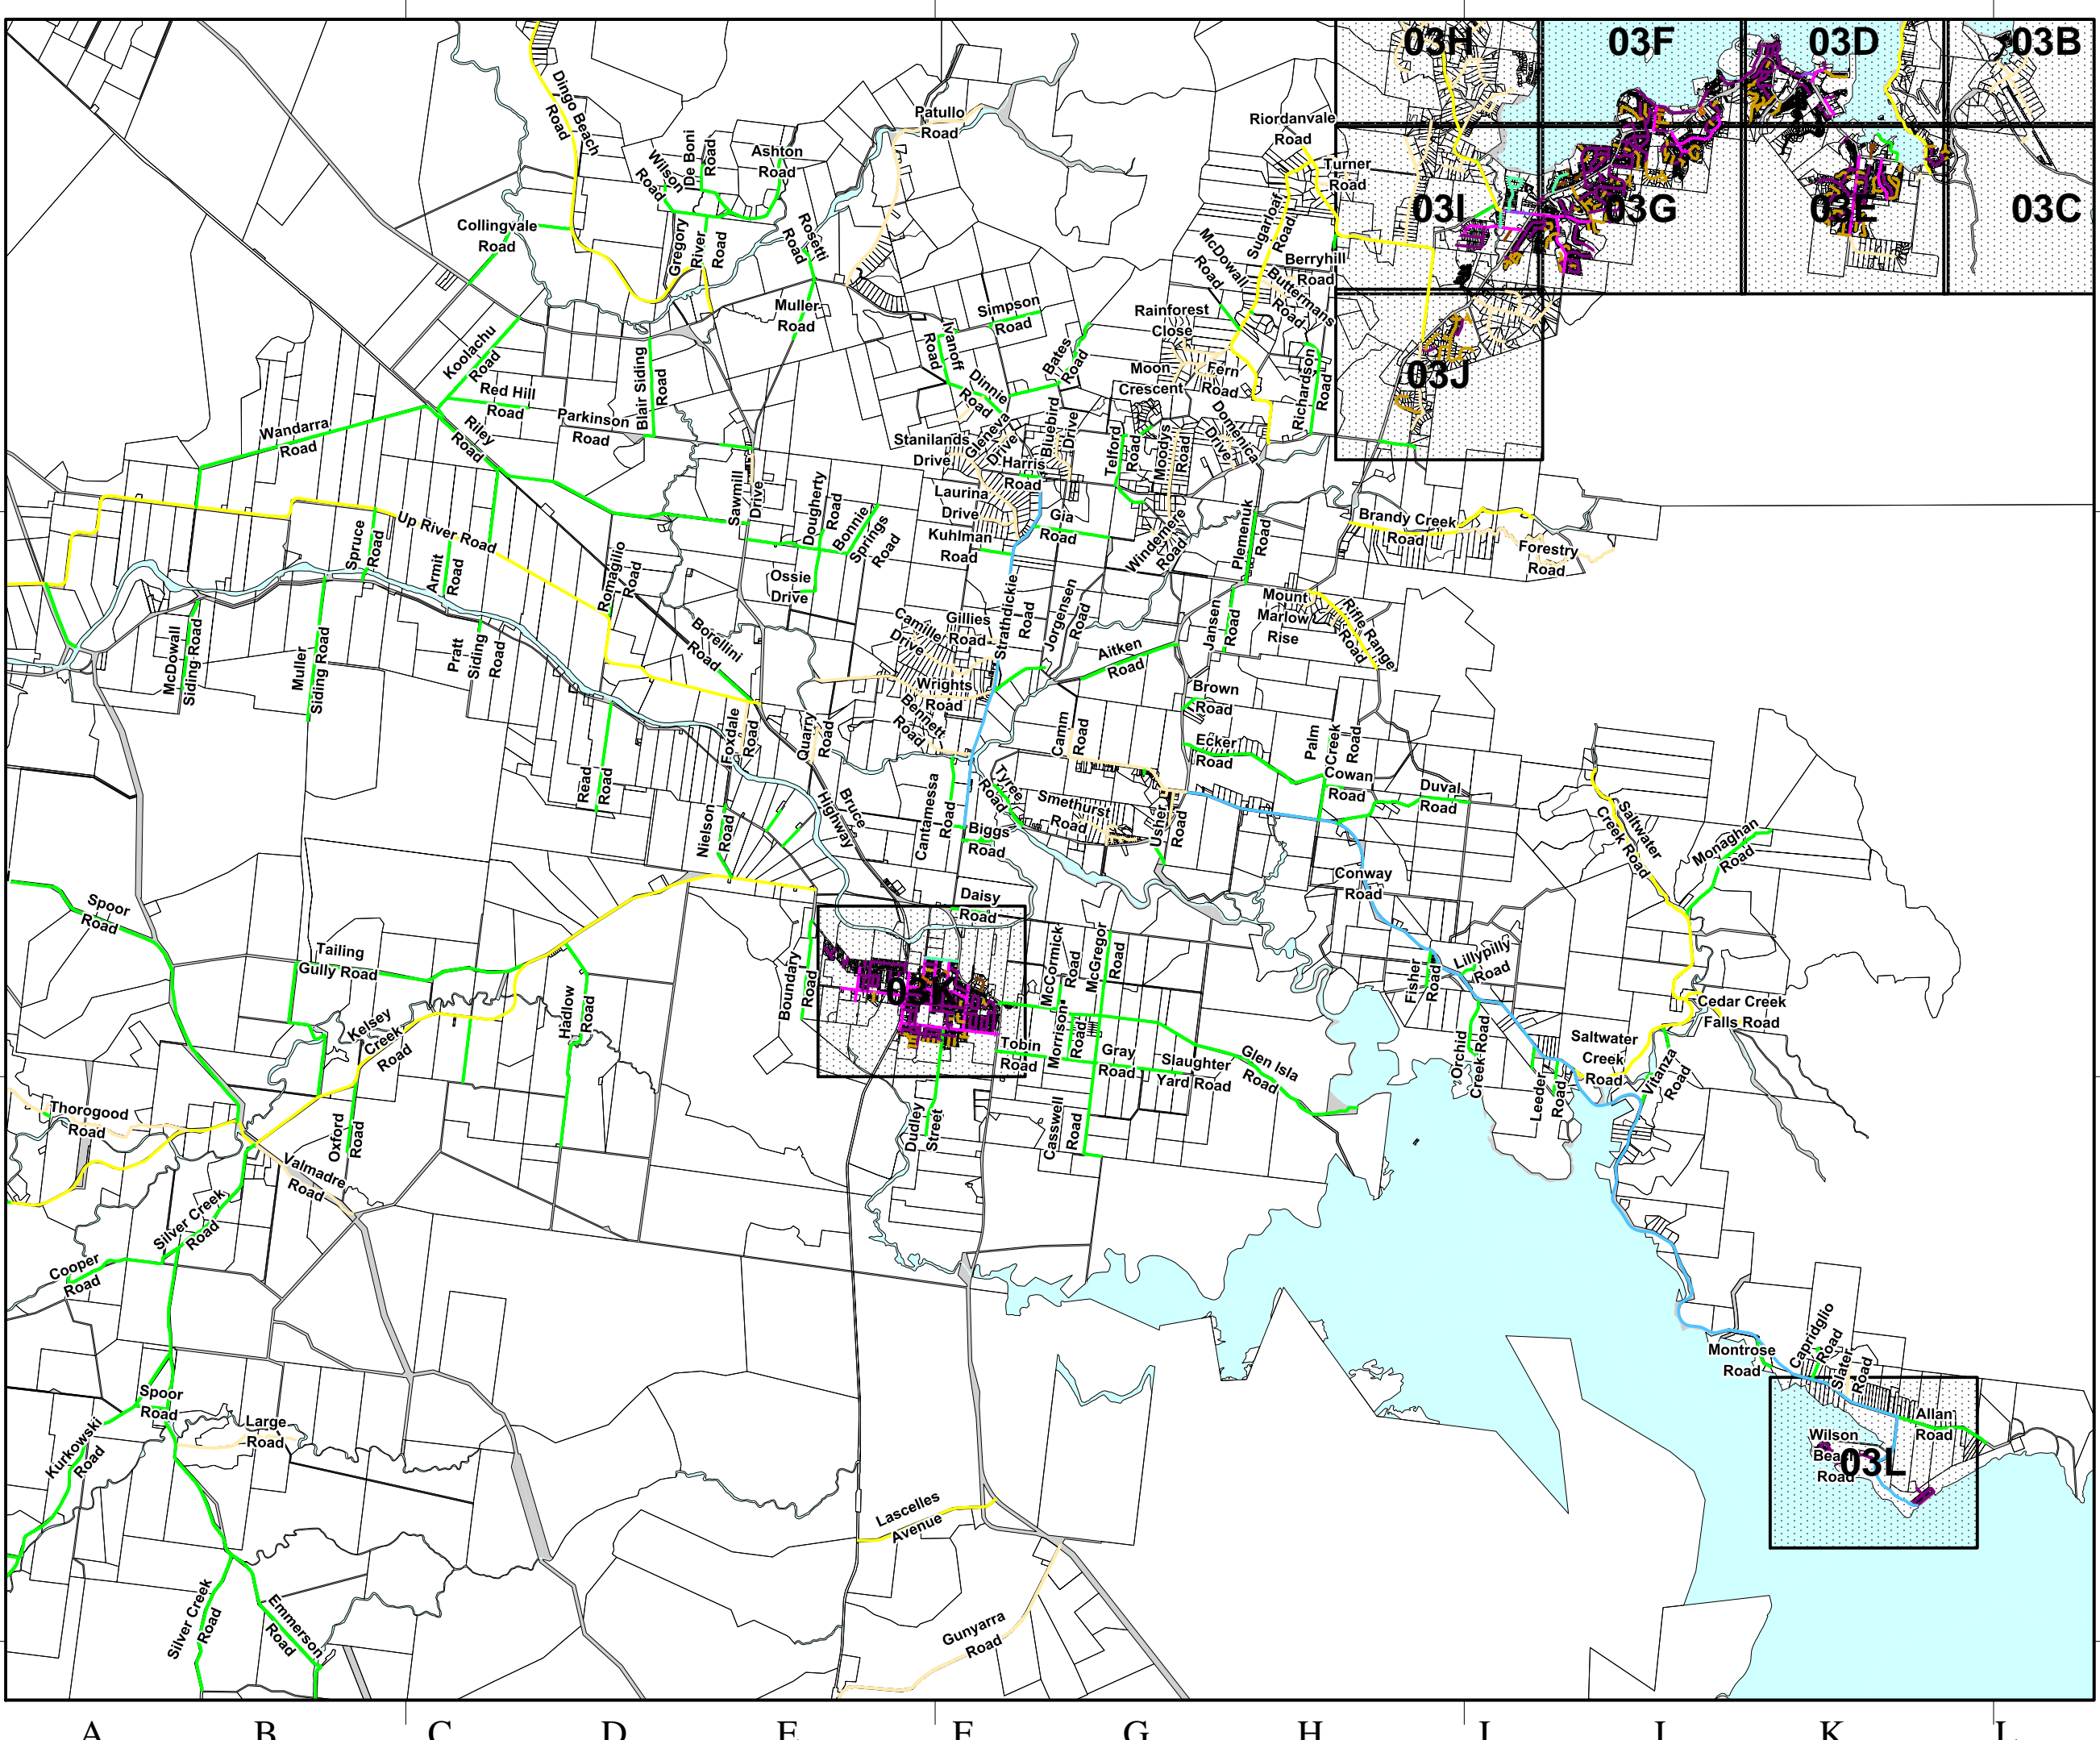 03H
03F
03D
03B
Dingo Beach
Road
Patullo
Road
Riordanvale
Road
De Boni
Road
Wilson
Road
Ashton
Road
Turner
Road
03I
03G
03E
03C
Collingvale
Road
Gregory
River
Road
Rosetti
Road
Sugarloaf
Road
McDowall
Road
Berryhill
Road
Buttermans
Road
Muller
Road
Simpson
Road
Rainforest
Close
Koolachu
Road
Blair Siding
Road
Ivanoff
Road
Bates
Road
Moon
Crescent
Fern
Road
Richardson
Road
03J
Red Hill
Road
Parkinson
Road
Dinnie
Road
Wandarra
Road
Riley
Road
Stanilands
Drive
Geneva
Drive
Bluebird
Drive
Harris
Road
Telford
Road
Moodys
Road
Domenica
Drive
Sawmill
Drive
Dougherty
Road
Bonnie
Springs
Road
Laurina
Drive
Kuhlman
Road
Gia
Road
Windermere
Road
Plemenuk
Road
Brandy Creek
Road
Forestry
Road
Spruce
Road
Up River Road
Armit
Road
Romagilio
Road
Ossie
Drive
McDowall
Siding Road
Muller
Siding Road
Pratt
Siding
Road
Borellini
Road
Camille
Drive
Gillies
Road
Strathdickie
Road
Jorgensen
Road
Aitken
Road
Jansen
Road
Mount
Marlow
Rise
Rifle Range
Road
Wrights
Road
Bennett
Road
Brown
Road
Foxdale
Road
Quarry
Road
Camm
Road
Ecker
Road
Palm
Creek
Road
Read
Road
Cowan
Road
Duval
Road
Nielson
Road
Bruce
Highway
Cantamessa
Road
Tyree
Road
Biggs
Road
Smethurst
Road
Usher
Road
Saltwater
Creek Road
Monaghan
Road
Conway
Road
Spoor
Road
Daisy
Road
Tailing
Gully Road
Boundary
Road
03K
McCormick
Road
McGregor
Road
Fisher
Road
Lillypilly
Road
Hadlow
Road
Kelsey
Creek
Road
Cedar Creek
Falls Road
Tobin
Road
Morrison
Road
Gray
Road
Slaughter
Yard Road
Glen Isla
Road
Orchid
Creek Road
Saltwater
Creek
Road
Leeder
Road
Vitanza
Road
Thorogood
Road
Oxford
Road
Valmadre
Road
Dudley
Street
Casswell
Road
Silver Creek
Road
Cooper
Road
Capridglio
Road
Montrose
Road
Slater
Road
Spoor
Road
Large
Road
Kurkowski
Road
Allan
Road
Wilson
Beach
Road
03L
Lascelles
Avenue
Silver Creek
Road
Emmerson
Road
Gunyarra
Road
A B C D E F G H I J K L